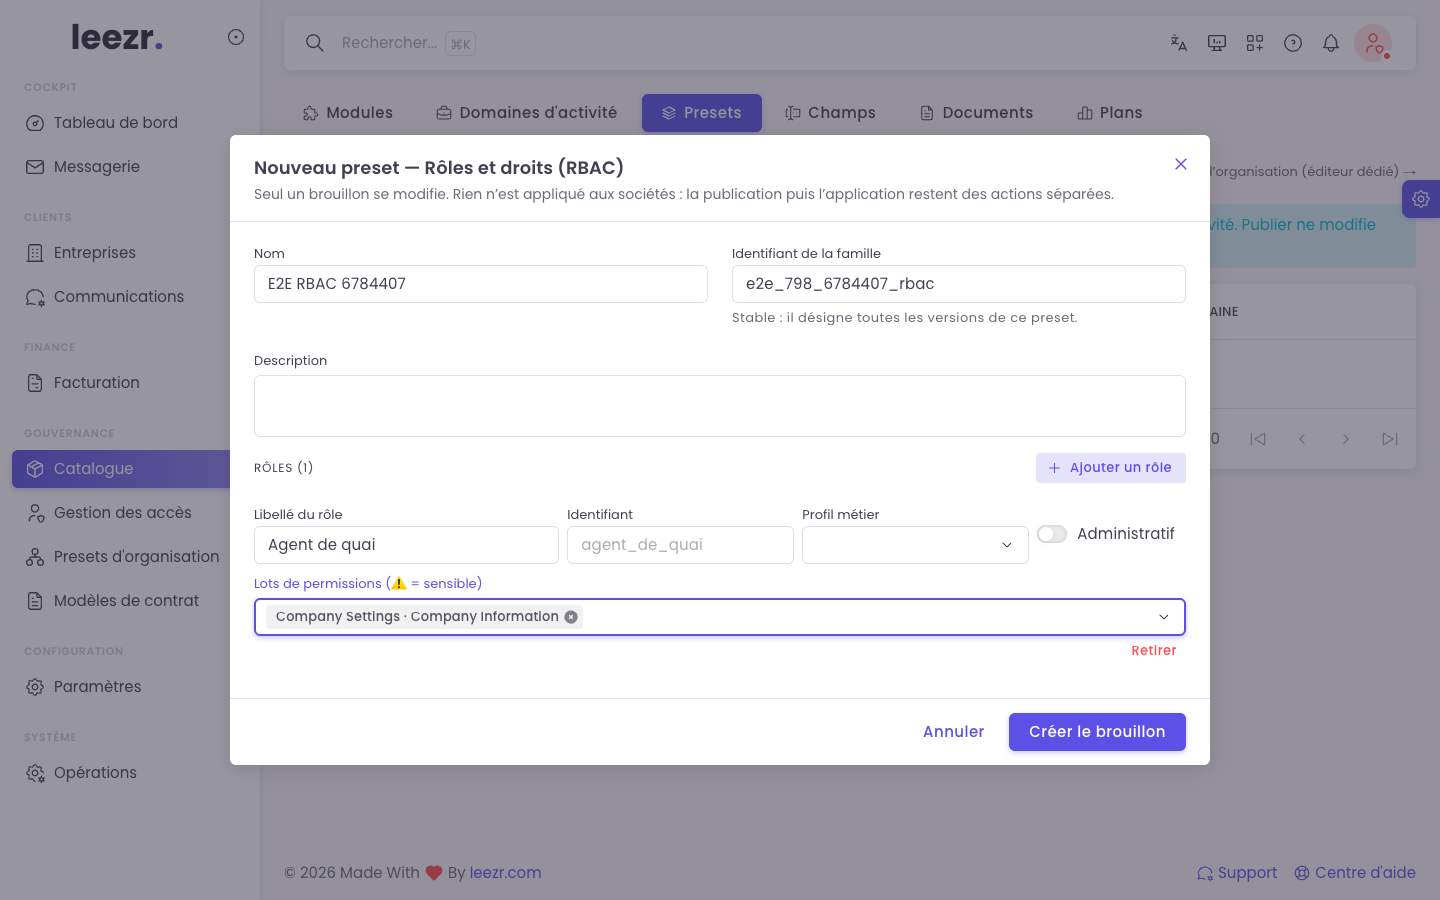 leezr.
Rechercher... ⌘K
COCKPIT
Tableau de bord
Messagerie
CLIENTS
Entreprises
Communications
FINANCE
Facturation
GOUVERNANCE
Catalogue
Gestion des accès
Presets d'organisation
Modèles de contrat
CONFIGURATION
Paramètres
SYSTÈME
Opérations
Modules
Domaines d'activité
Presets
Champs
Documents
Plans
l'organisation (éditeur dédié) →
vité. Publier ne modifie
AINE
0
Nouveau preset — Rôles et droits (RBAC)
Seul un brouillon se modifie. Rien n’est appliqué aux sociétés : la publication puis l’application restent des actions séparées.
Nom
E2E RBAC 6784407
Identifiant de la famille
e2e_798_6784407_rbac
Stable : il désigne toutes les versions de ce preset.
Description
RÔLES (1)
Ajouter un rôle
Libellé du rôle
Agent de quai
Identifiant
agent_de_quai
Profil métier
Administratif
Lots de permissions (⚠️ = sensible)
Company Settings · Company Information
Retirer
Annuler
Créer le brouillon
© 2026 Made With ❤ By leezr.com
Support
Centre d'aide